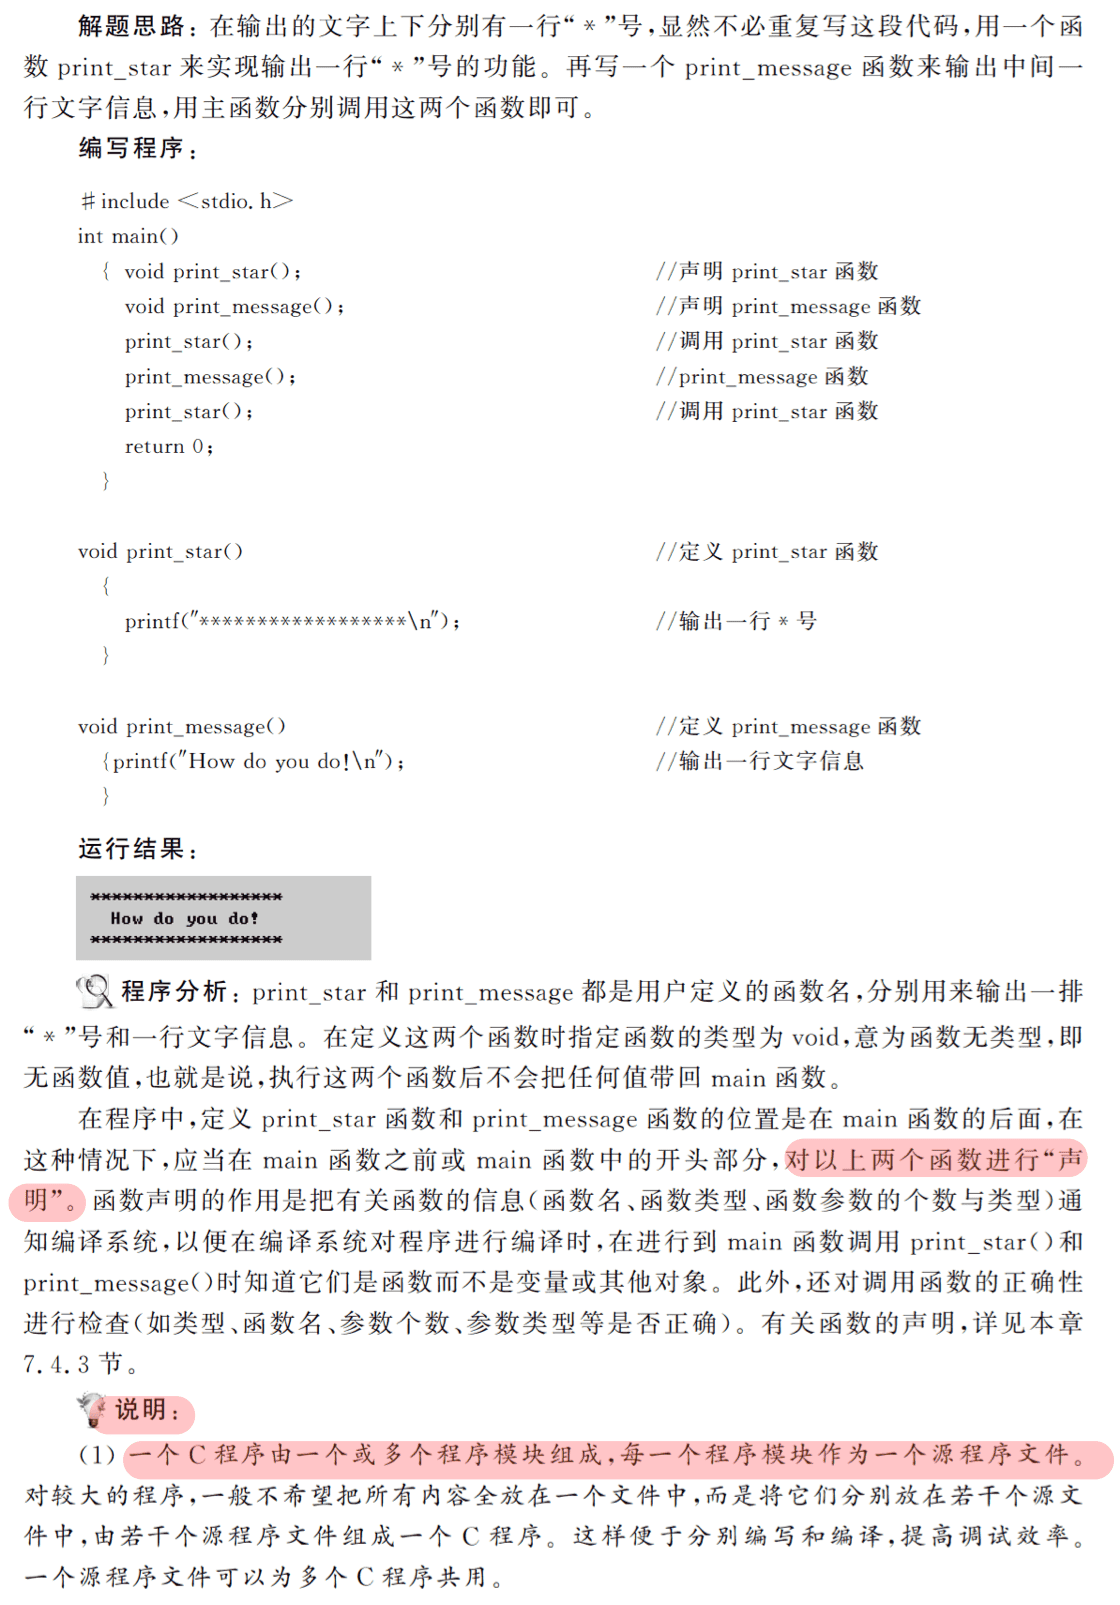 解题思路：在输出的文字上下分别有一行“*”号，显然不必重复写这段代码，用一个函
数 print_star 来实现输出一行“*”号的功能。再写一个 print_message 函数来输出中间一
行文字信息，用主函数分别调用这两个函数即可。
编写程序：
#include <stdio.h>
int main()
{ void print_star(); //声明 print_star 函数
void print_message(); //声明 print_message 函数
print_star(); //调用 print_star 函数
print_message(); //print_message 函数
print_star(); //调用 print_star 函数
return 0;
}
void print_star() //定义 print_star 函数
{
printf("******************\n"); //输出一行 * 号
}
void print_message() //定义 print_message 函数
{printf("How do you do!\n"); //输出一行文字信息
}
运行结果：
******************
How do you do!
******************
程序分析：print_star 和 print_message 都是用户定义的函数名，分别用来输出一排
“*”号和一行文字信息。在定义这两个函数时指定函数的类型为 void，意为函数无类型，即
无函数值，也就是说，执行这两个函数后不会把任何值带回 main 函数。
在程序中，定义 print_star 函数和 print_message 函数的位置是在 main 函数的后面，在
这种情况下，应当在 main 函数之前或 main 函数中的开头部分，对以上两个函数进行“声
明”。函数声明的作用是把有关函数的信息（函数名、函数类型、函数参数的个数与类型）通
知编译系统，以便在编译系统对程序进行编译时，在进行到 main 函数调用 print_star()和
print_message()时知道它们是函数而不是变量或其他对象。此外，还对调用函数的正确性
进行检查（如类型、函数名、参数个数、参数类型等是否正确）。有关函数的声明，详见本章
7.4.3 节。
说明：
（1）一个 C 程序由一个或多个程序模块组成，每一个程序模块作为一个源程序文件。
对较大的程序，一般不希望把所有内容全放在一个文件中，而是将它们分别放在若干个源文
件中，由若干个源程序文件组成一个 C 程序。这样便于分别编写和编译，提高调试效率。
一个源程序文件可以为多个 C 程序共用。